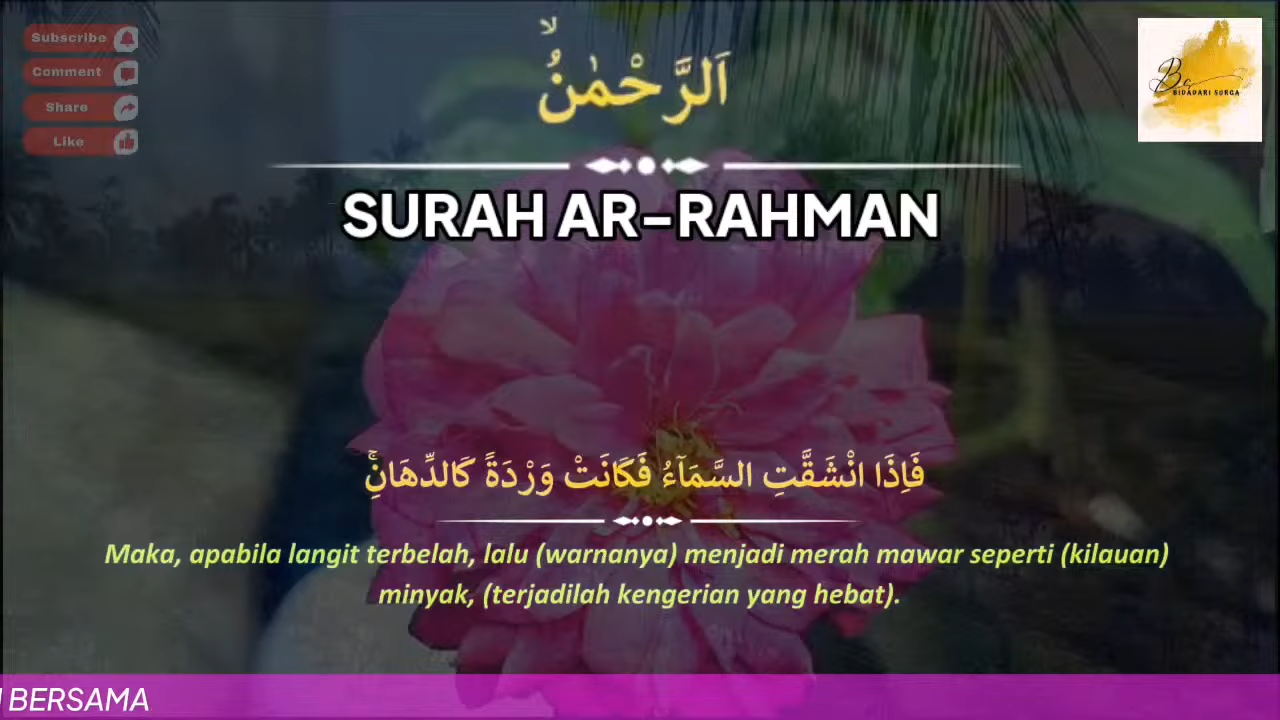 Subscribe
Comment
Share
Like
اَلرَّحْمٰنُۙ
SURAH AR-RAHMAN
BIDADARI SURGA
فَاِذَا انْشَقَّتِ السَّمَاۤءُ فَكَانَتْ وَرْدَةً كَالدِّهَانِۚ
Maka, apabila langit terbelah, lalu (warnanya) menjadi merah mawar seperti (kilauan)
minyak, (terjadilah kengerian yang hebat).
BERSAMA